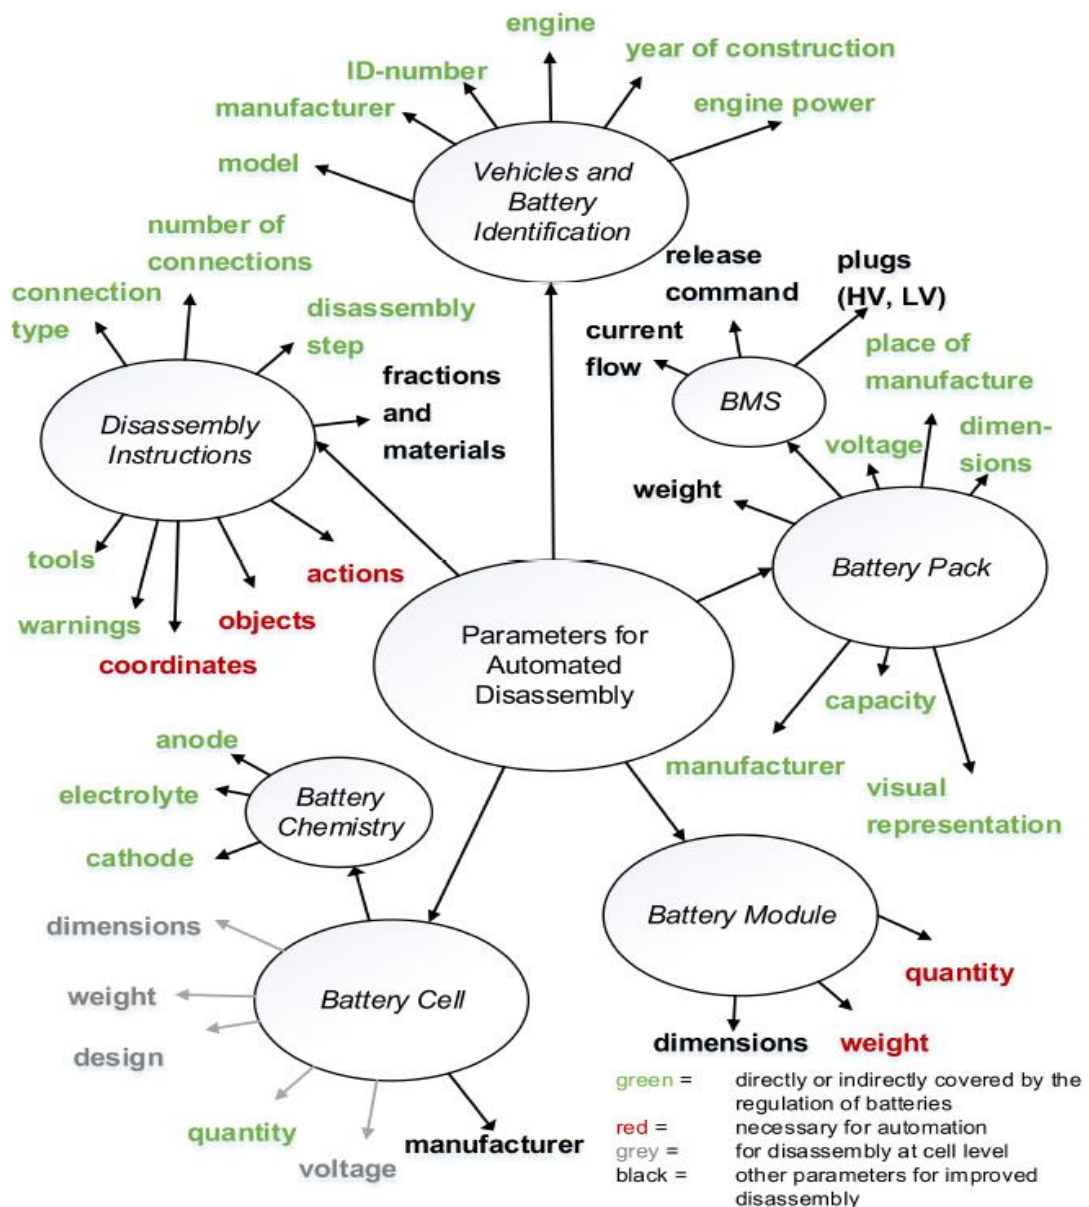 engine
year of construction
ID-number
manufacturer
engine power
model
Vehicles and
Battery
Identification
number of
connections
connection
type
disassembly
step
fractions
and
materials
Disassembly
Instructions
tools
warnings
coordinates
objects
actions
release
command
plugs
(HV, LV)
current
flow
BMS
place of
manufacture
voltage
dimen-
sions
weight
Battery Pack
capacity
manufacturer
visual
representation
Parameters for
Automated
Disassembly
anode
electrolyte
cathode
Battery
Chemistry
dimensions
weight
design
quantity
voltage
manufacturer
Battery Cell
Battery Module
quantity
dimensions
weight
green = directly or indirectly covered by the
regulation of batteries
red = necessary for automation
grey = for disassembly at cell level
black = other parameters for improved
disassembly